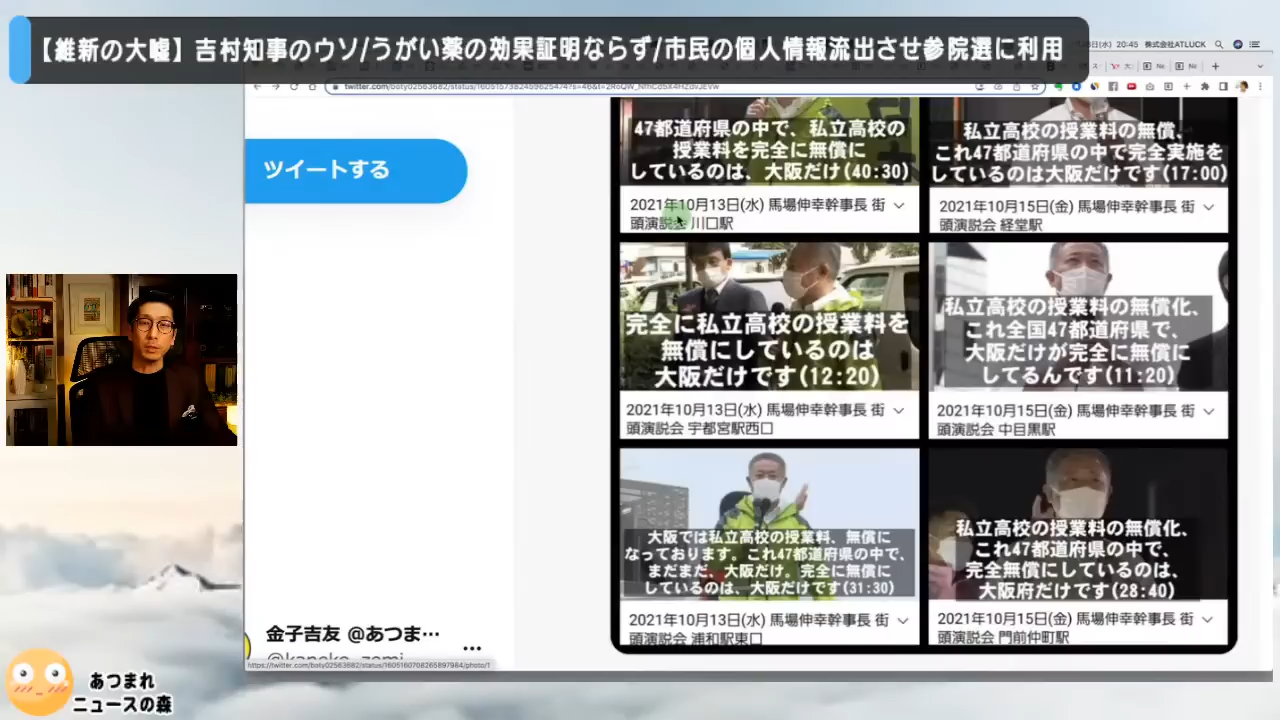 【維新の大嘘】吉村知事のウソ/うがい薬の効果証明ならず/市民の個人情報流出させ参院選に利用
(水) 20:45 株式会社ATLUCK
ツイートする
47都道府県の中で、私立高校の
授業料を完全に無償に
しているのは、大阪だけ(40:30)
2021年10月13日(水) 馬場伸幸幹事長 街
頭演説会 川口駅
私立高校の授業料の無償、
これ47都道府県の中で完全実施を
しているのは大阪だけです(17:00)
2021年10月15日(金) 馬場伸幸幹事長 街
頭演説会 経堂駅
完全に私立高校の授業料を
無償にしているのは
大阪だけです(12:20)
2021年10月13日(水) 馬場伸幸幹事長 街
頭演説会 宇都宮駅西口
私立高校の授業料の無償化、
これ全国47都道府県で、
大阪だけが完全に無償に
してるんです(11:20)
2021年10月15日(金) 馬場伸幸幹事長 街
頭演説会 中目黒駅
大阪では私立高校の授業料、無償に
なっております。これ47都道府県の中で、
まだまだ、大阪だけ。完全に無償に
しているのは、大阪だけです(31:30)
2021年10月13日(水) 馬場伸幸幹事長 街
頭演説会 浦和駅東口
私立高校の授業料の無償化、
これ47都道府県の中で、
完全無償にしているのは、
大阪府だけです(28:40)
2021年10月15日(金) 馬場伸幸幹事長 街
頭演説会 門前仲町駅
金子吉友 @あつま…
@kaneko_zemi
https://twitter.com/boty02563682/status/1605160708265897984/photo/1
あつまれ
ニュースの森